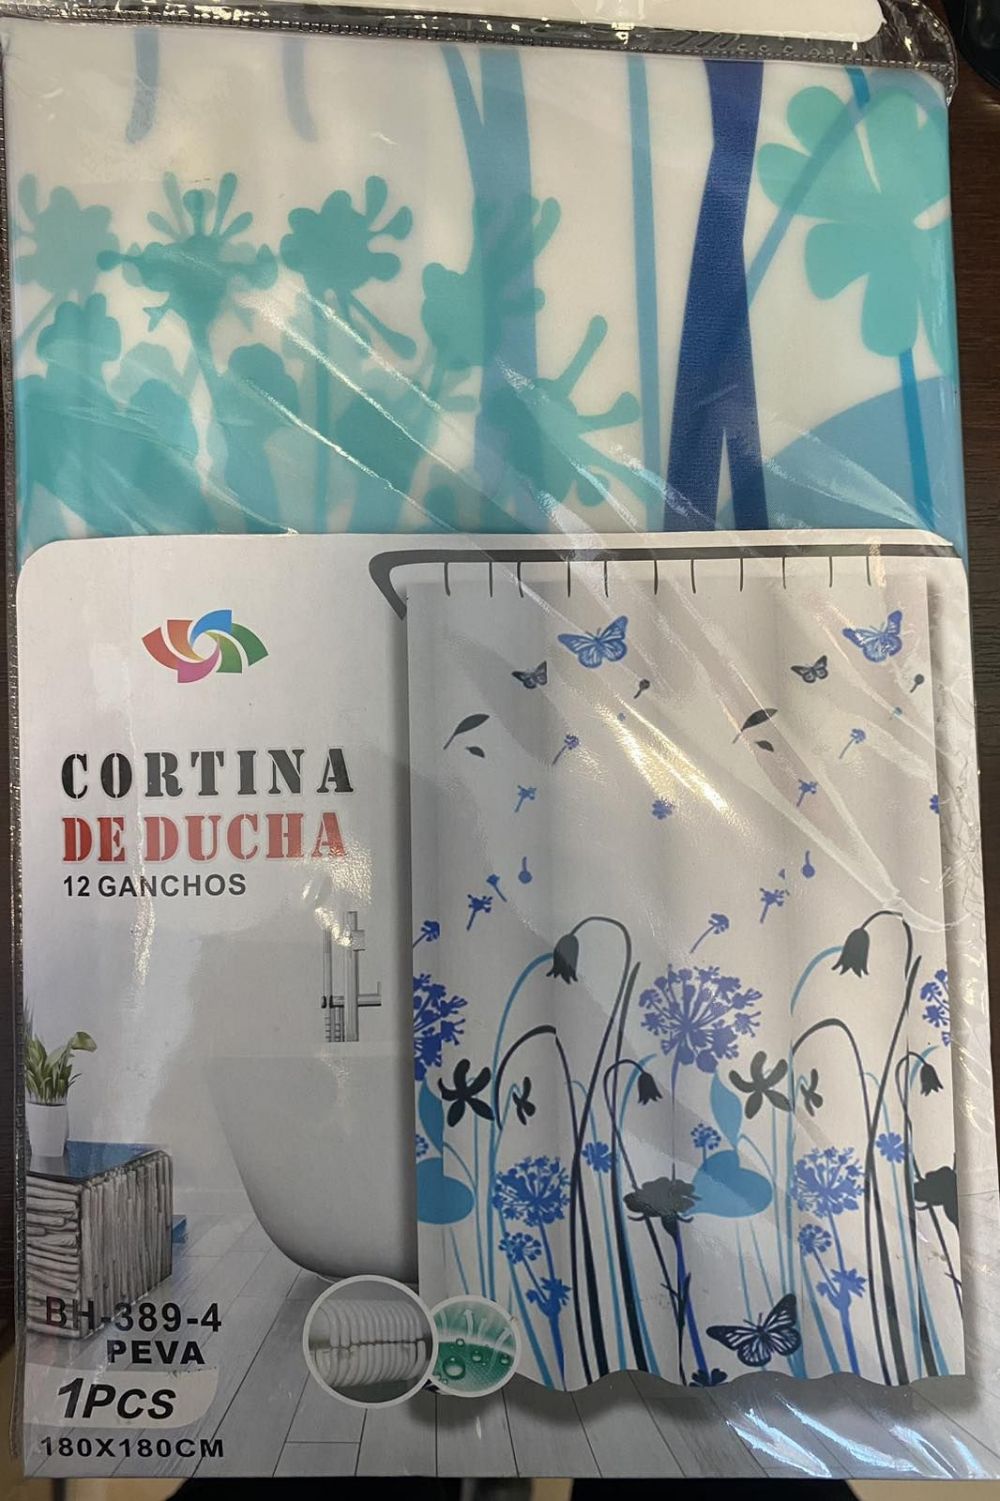 CORTINA
DE DUCHA
12 GANCHOS
BH-389-4
PEVA
1PCS
180X180CM